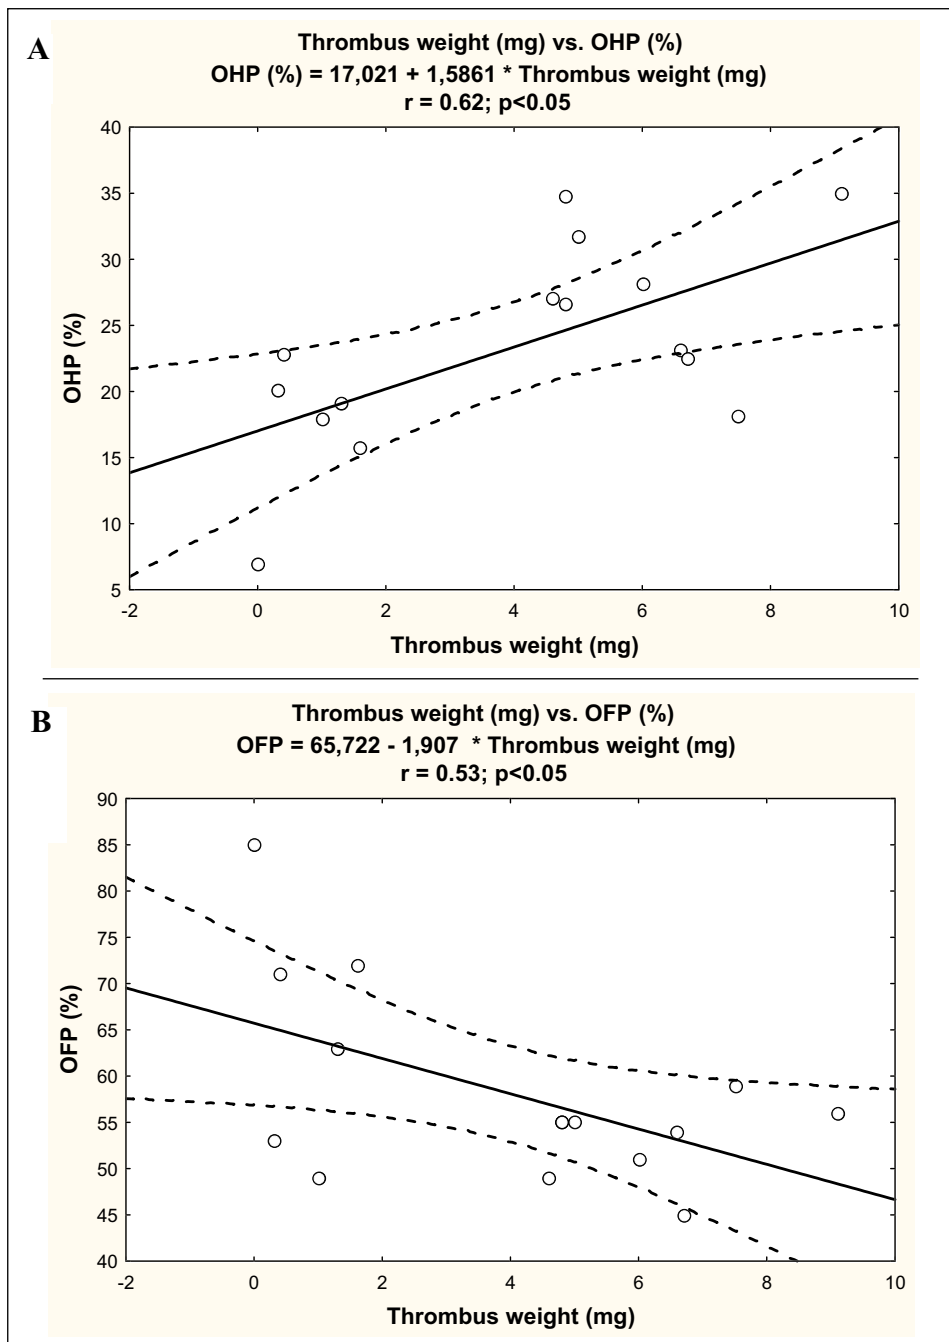 A
Thrombus weight (mg) vs. OHP (%)
OHP (%) = 17,021 + 1,5861 * Thrombus weight (mg)
r = 0.62; p<0.05
40
35
30
25
20
15
10
5
OHP (%)
-2 0 2 4 6 8 10
Thrombus weight (mg)
B
Thrombus weight (mg) vs. OFP (%)
OFP = 65,722 - 1,907 * Thrombus weight (mg)
r = 0.53; p<0.05
90
85
80
75
70
65
60
55
50
45
40
OFP (%)
-2 0 2 4 6 8 10
Thrombus weight (mg)